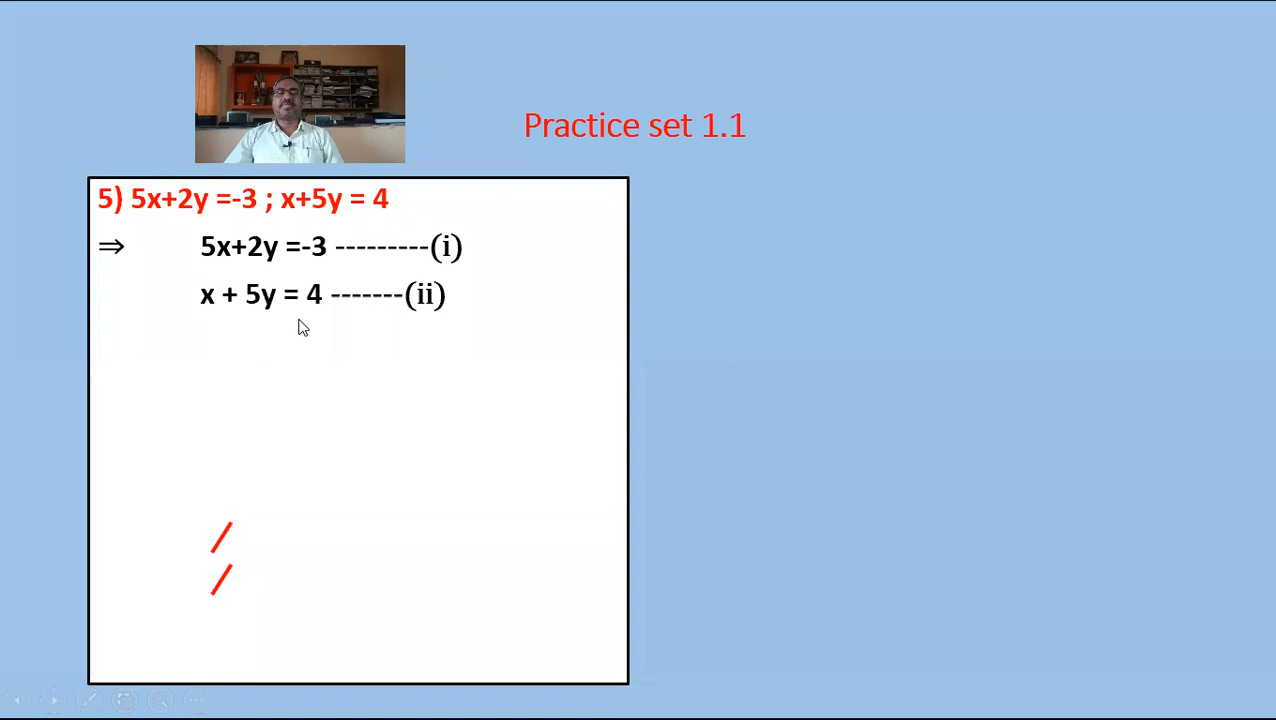 Practice set 1.1
5) 5x+2y =-3 ; x+5y = 4
⇒ 5x+2y =-3 ---------(i)
x + 5y = 4 -------(ii)